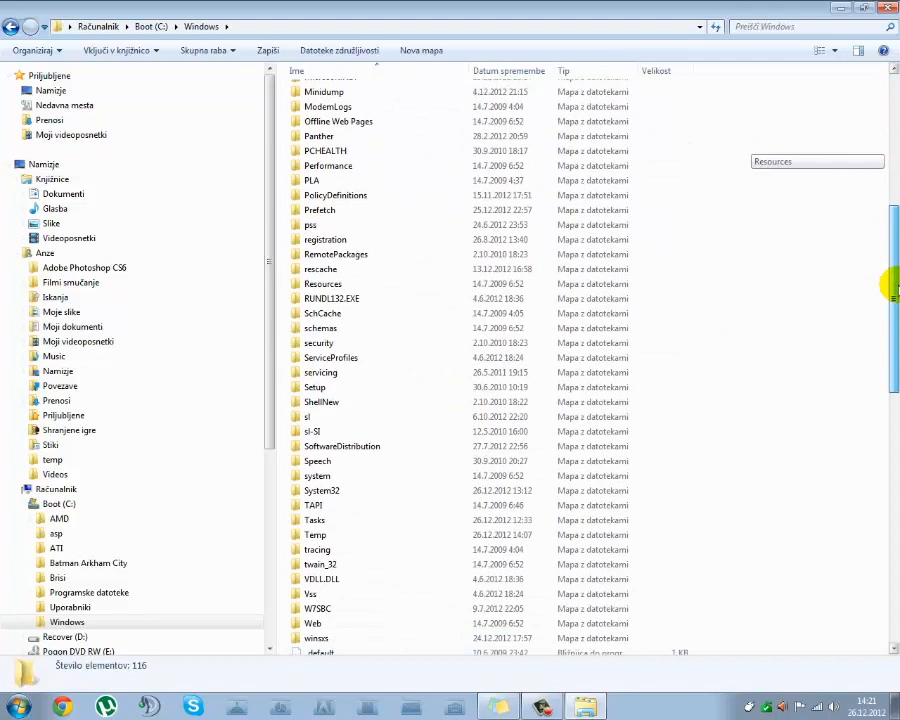 Računalnik ▸ Boot (C:) ▸ Windows ▸
Preišči Windows
Organiziraj Vključi v knjižnico Skupna raba Zapiši Datoteke združljivosti Nova mapa
Ime Datum spremembe Tip Velikost
Priljubljene
Namizje
Nedavna mesta
Prenosi
Moji videoposnetki
Namizje
Knjižnice
Dokumenti
Glasba
Slike
Videoposnetki
Anze
Adobe Photoshop CS6
Filmi smučanje
Iskanja
Moje slike
Moji dokumenti
Moji videoposnetki
Music
Namizje
Povezave
Prenosi
Priljubljene
Shranjene igre
Stiki
temp
Videos
Računalnik
Boot (C:)
AMD
asp
ATI
Batman Arkham City
Brisi
Programske datoteke
Uporabniki
Windows
Recover (D:)
Pogon DVD RW (E:)
Minidump 4.12.2012 21:15 Mapa z datotekami
ModemLogs 14.7.2009 4:04 Mapa z datotekami
Offline Web Pages 14.7.2009 6:52 Mapa z datotekami
Panther 28.2.2012 20:59 Mapa z datotekami
PCHEALTH 30.9.2010 18:17 Mapa z datotekami
Performance 14.7.2009 6:52 Mapa z datotekami
PLA 14.7.2009 4:37 Mapa z datotekami
PolicyDefinitions 15.11.2012 17:51 Mapa z datotekami
Prefetch 25.12.2012 22:57 Mapa z datotekami
pss 24.6.2012 23:53 Mapa z datotekami
registration 26.8.2012 13:40 Mapa z datotekami
RemotePackages 2.10.2010 18:23 Mapa z datotekami
rescache 13.12.2012 16:58 Mapa z datotekami
Resources 14.7.2009 6:52 Mapa z datotekami
RUNDL132.EXE 4.6.2012 18:36 Mapa z datotekami
SchCache 14.7.2009 4:05 Mapa z datotekami
schemas 14.7.2009 6:52 Mapa z datotekami
security 2.10.2010 18:23 Mapa z datotekami
ServiceProfiles 4.6.2012 18:24 Mapa z datotekami
servicing 26.5.2011 19:15 Mapa z datotekami
Setup 30.6.2010 10:19 Mapa z datotekami
ShellNew 2.10.2010 18:22 Mapa z datotekami
sl 6.10.2012 22:20 Mapa z datotekami
sl-SI 12.5.2010 16:00 Mapa z datotekami
SoftwareDistribution 27.7.2012 22:56 Mapa z datotekami
Speech 30.9.2010 20:27 Mapa z datotekami
system 14.7.2009 6:52 Mapa z datotekami
System32 26.12.2012 13:12 Mapa z datotekami
TAPI 14.7.2009 6:46 Mapa z datotekami
Tasks 26.12.2012 12:33 Mapa z datotekami
Temp 26.12.2012 14:07 Mapa z datotekami
tracing 14.7.2009 4:04 Mapa z datotekami
twain_32 14.7.2009 6:52 Mapa z datotekami
VDLL.DLL 4.6.2012 18:36 Mapa z datotekami
Vss 4.6.2012 18:24 Mapa z datotekami
W7SBC 9.7.2012 22:05 Mapa z datotekami
Web 14.7.2009 6:52 Mapa z datotekami
winsxs 24.12.2012 17:57 Mapa z datotekami
_default 10.6.2009 23:42 Bližnjica do progr... 1 KB
Resources
Število elementov: 116
14:21
26.12.2012